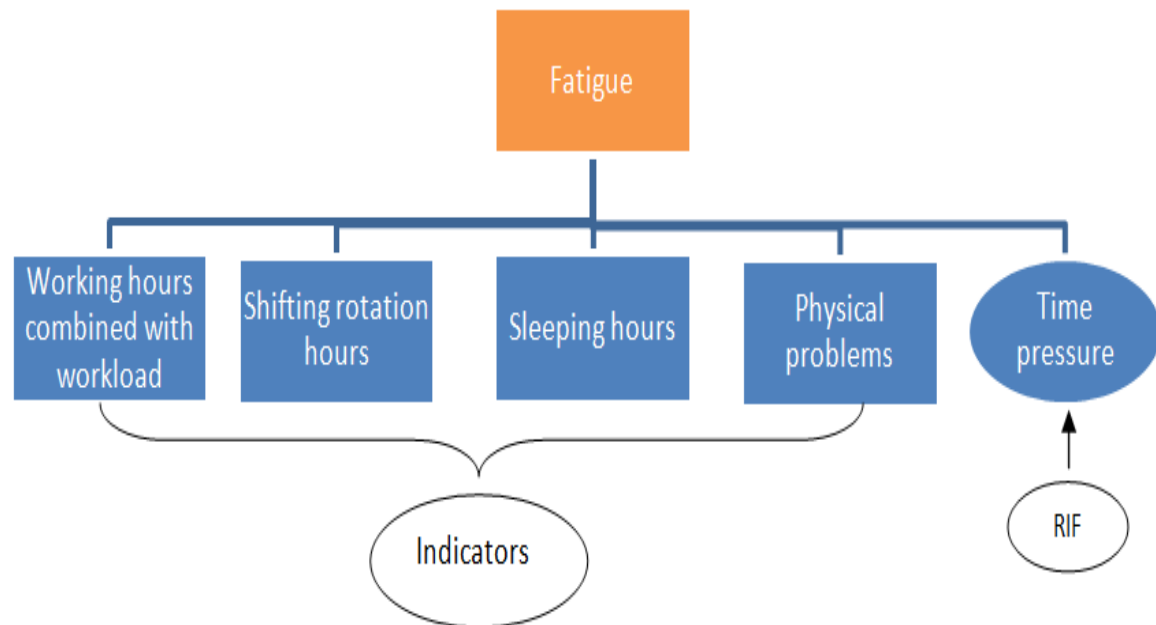 Fatigue
Working hours
combined with
workload
Shifting rotation
hours
Sleeping hours
Physical
problems
Time
pressure
Indicators
RIF